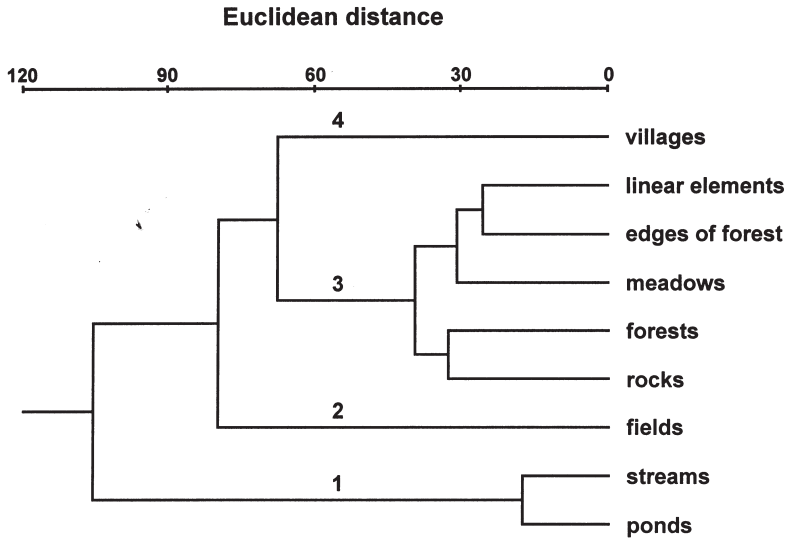 Euclidean distance
120 90 60 30 0
4
villages
linear elements
edges of forest
3
meadows
forests
rocks
2
fields
1
streams
ponds